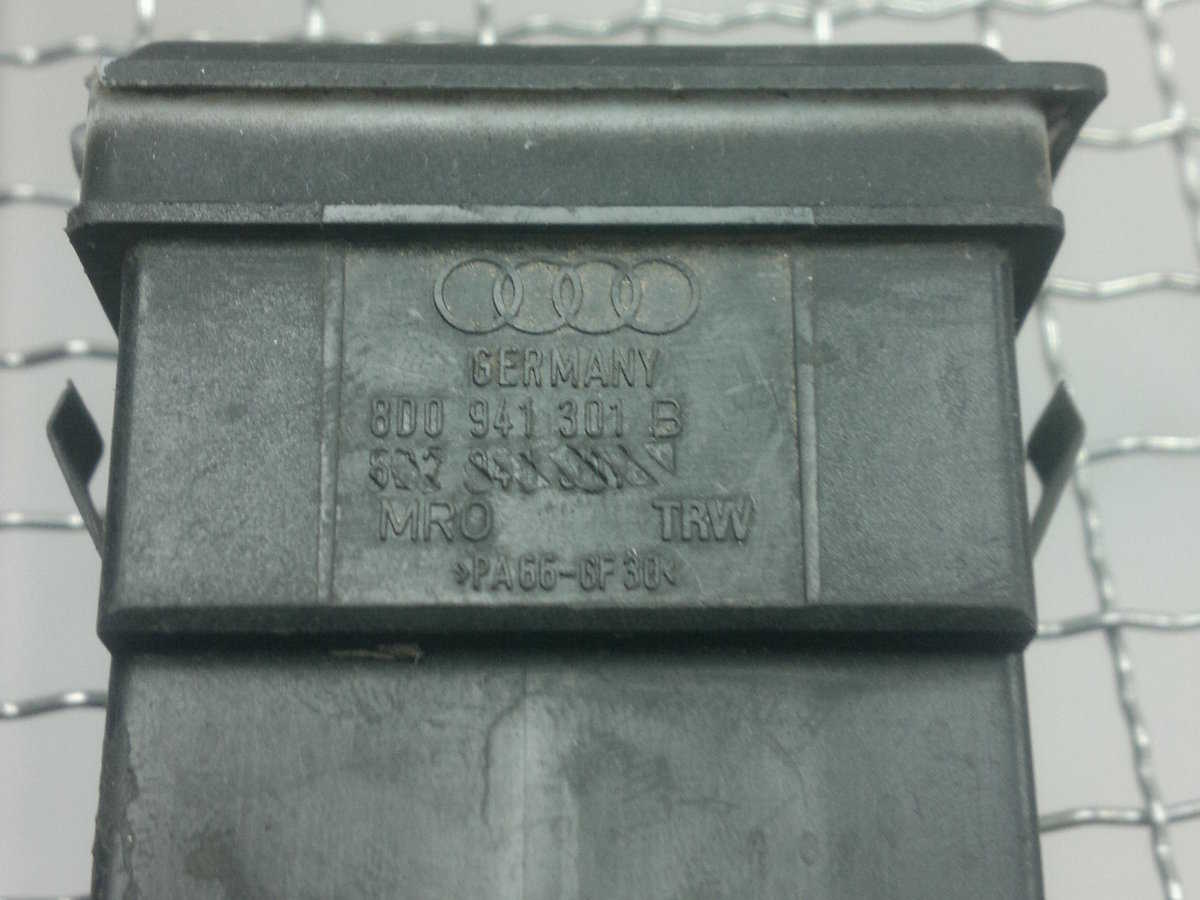 GERMANY
8D0 941 301 B
MRO TRW
>PA66-GF30<